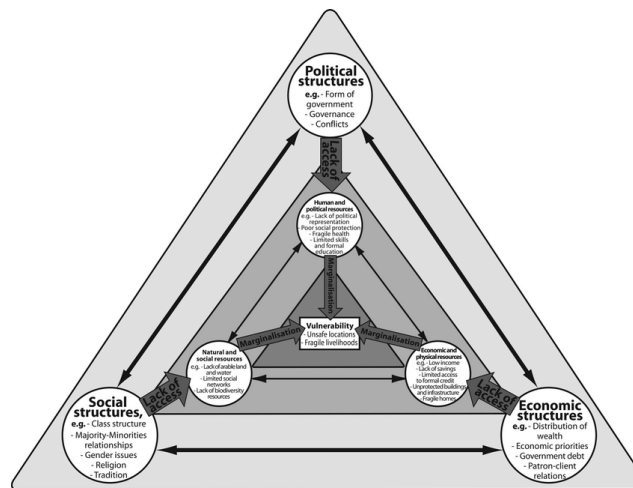 Political
structures
e.g. - Form of
government
- Governance
- Conflicts
Lack of
access
Human and
political resources
e.g. - Lack of political
representation
- Poor social protection
- Fragile health
- Limited skills
and formal
education
Marginalisation
Vulnerability
- Unsafe locations
- Fragile livelihoods
Marginalisation
Marginalisation
Natural and
social resources
e.g. - Lack of arable land
and water
- Limited social
networks
- Lack of biodiversity
resources
Economic and
physical resources
e.g. - Low income
- Lack of savings
- Limited access
to formal credit
- Unprotected buildings
and infrastructure
- Fragile homes
Lack of
access
Lack of
access
Social
structures,
e.g. - Class structure
- Majority-Minorities
relationships
- Gender issues
- Religion
- Tradition
Economic
structures
e.g. - Distribution of
wealth
- Economic priorities
- Government debt
- Patron-client
relations